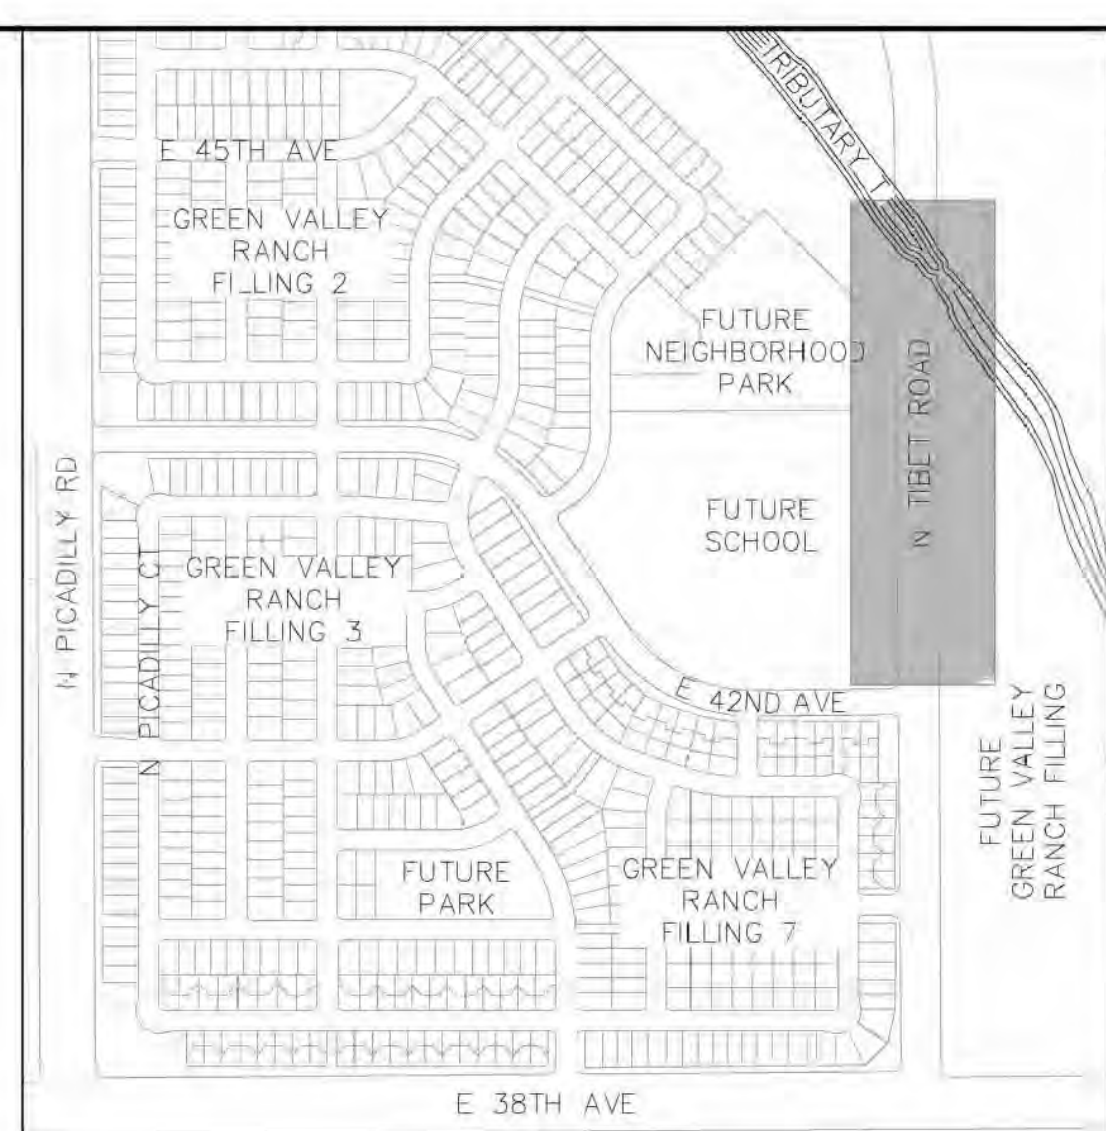 TRIBUTARY T
E 45TH AVE
GREEN VALLEY
RANCH
FILLING 2
FUTURE
NEIGHBORHOOD
PARK
N TIBET ROAD
N PICADILLY RD
FUTURE
SCHOOL
N PICADILLY CT
GREEN VALLEY
RANCH
FILLING 3
E 42ND AVE
FUTURE
GREEN VALLEY
RANCH FILLING
FUTURE
PARK
GREEN VALLEY
RANCH
FILLING 7
E 38TH AVE